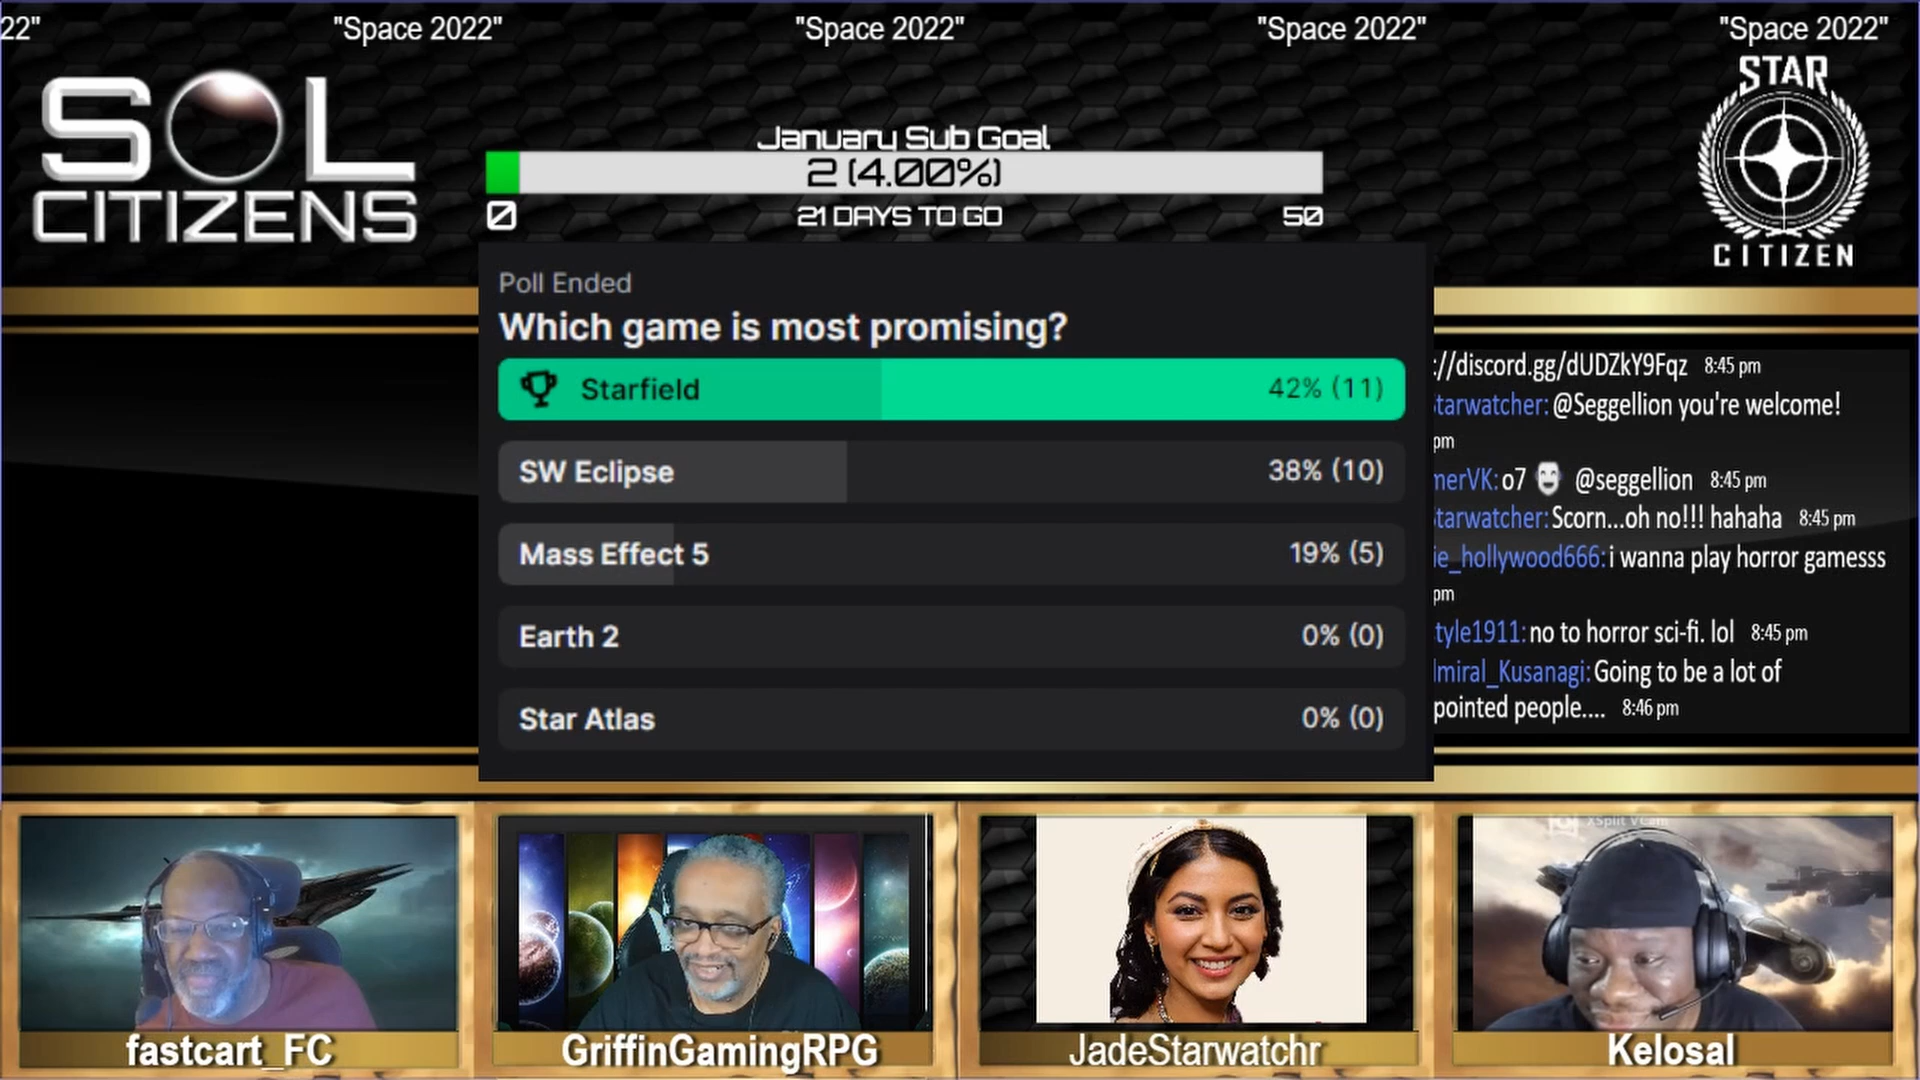 22"
"Space 2022"
"Space 2022"
"Space 2022"
"Space 2022"
SOL
CITIZENS
January Sub Goal
2 (4.00%)
0
21 DAYS TO GO
50
STAR
CITIZEN
Poll Ended
Which game is most promising?
Starfield 42% (11)
SW Eclipse 38% (10)
Mass Effect 5 19% (5)
Earth 2 0% (0)
Star Atlas 0% (0)
://discord.gg/dUDZkY9Fqz 8:45 pm
tarwatcher: @Seggellion you're welcome!
pm
merVK: o7 @seggellion 8:45 pm
tarwatcher: Scorn...oh no!!! hahaha 8:45 pm
ie_hollywood666: i wanna play horror gamesss
pm
tyle1911: no to horror sci-fi. lol 8:45 pm
lmiral_Kusanagi: Going to be a lot of
pointed people.... 8:46 pm
XSplit VCam
fastcart_FC
GriffinGamingRPG
JadeStarwatchr
Kelosal